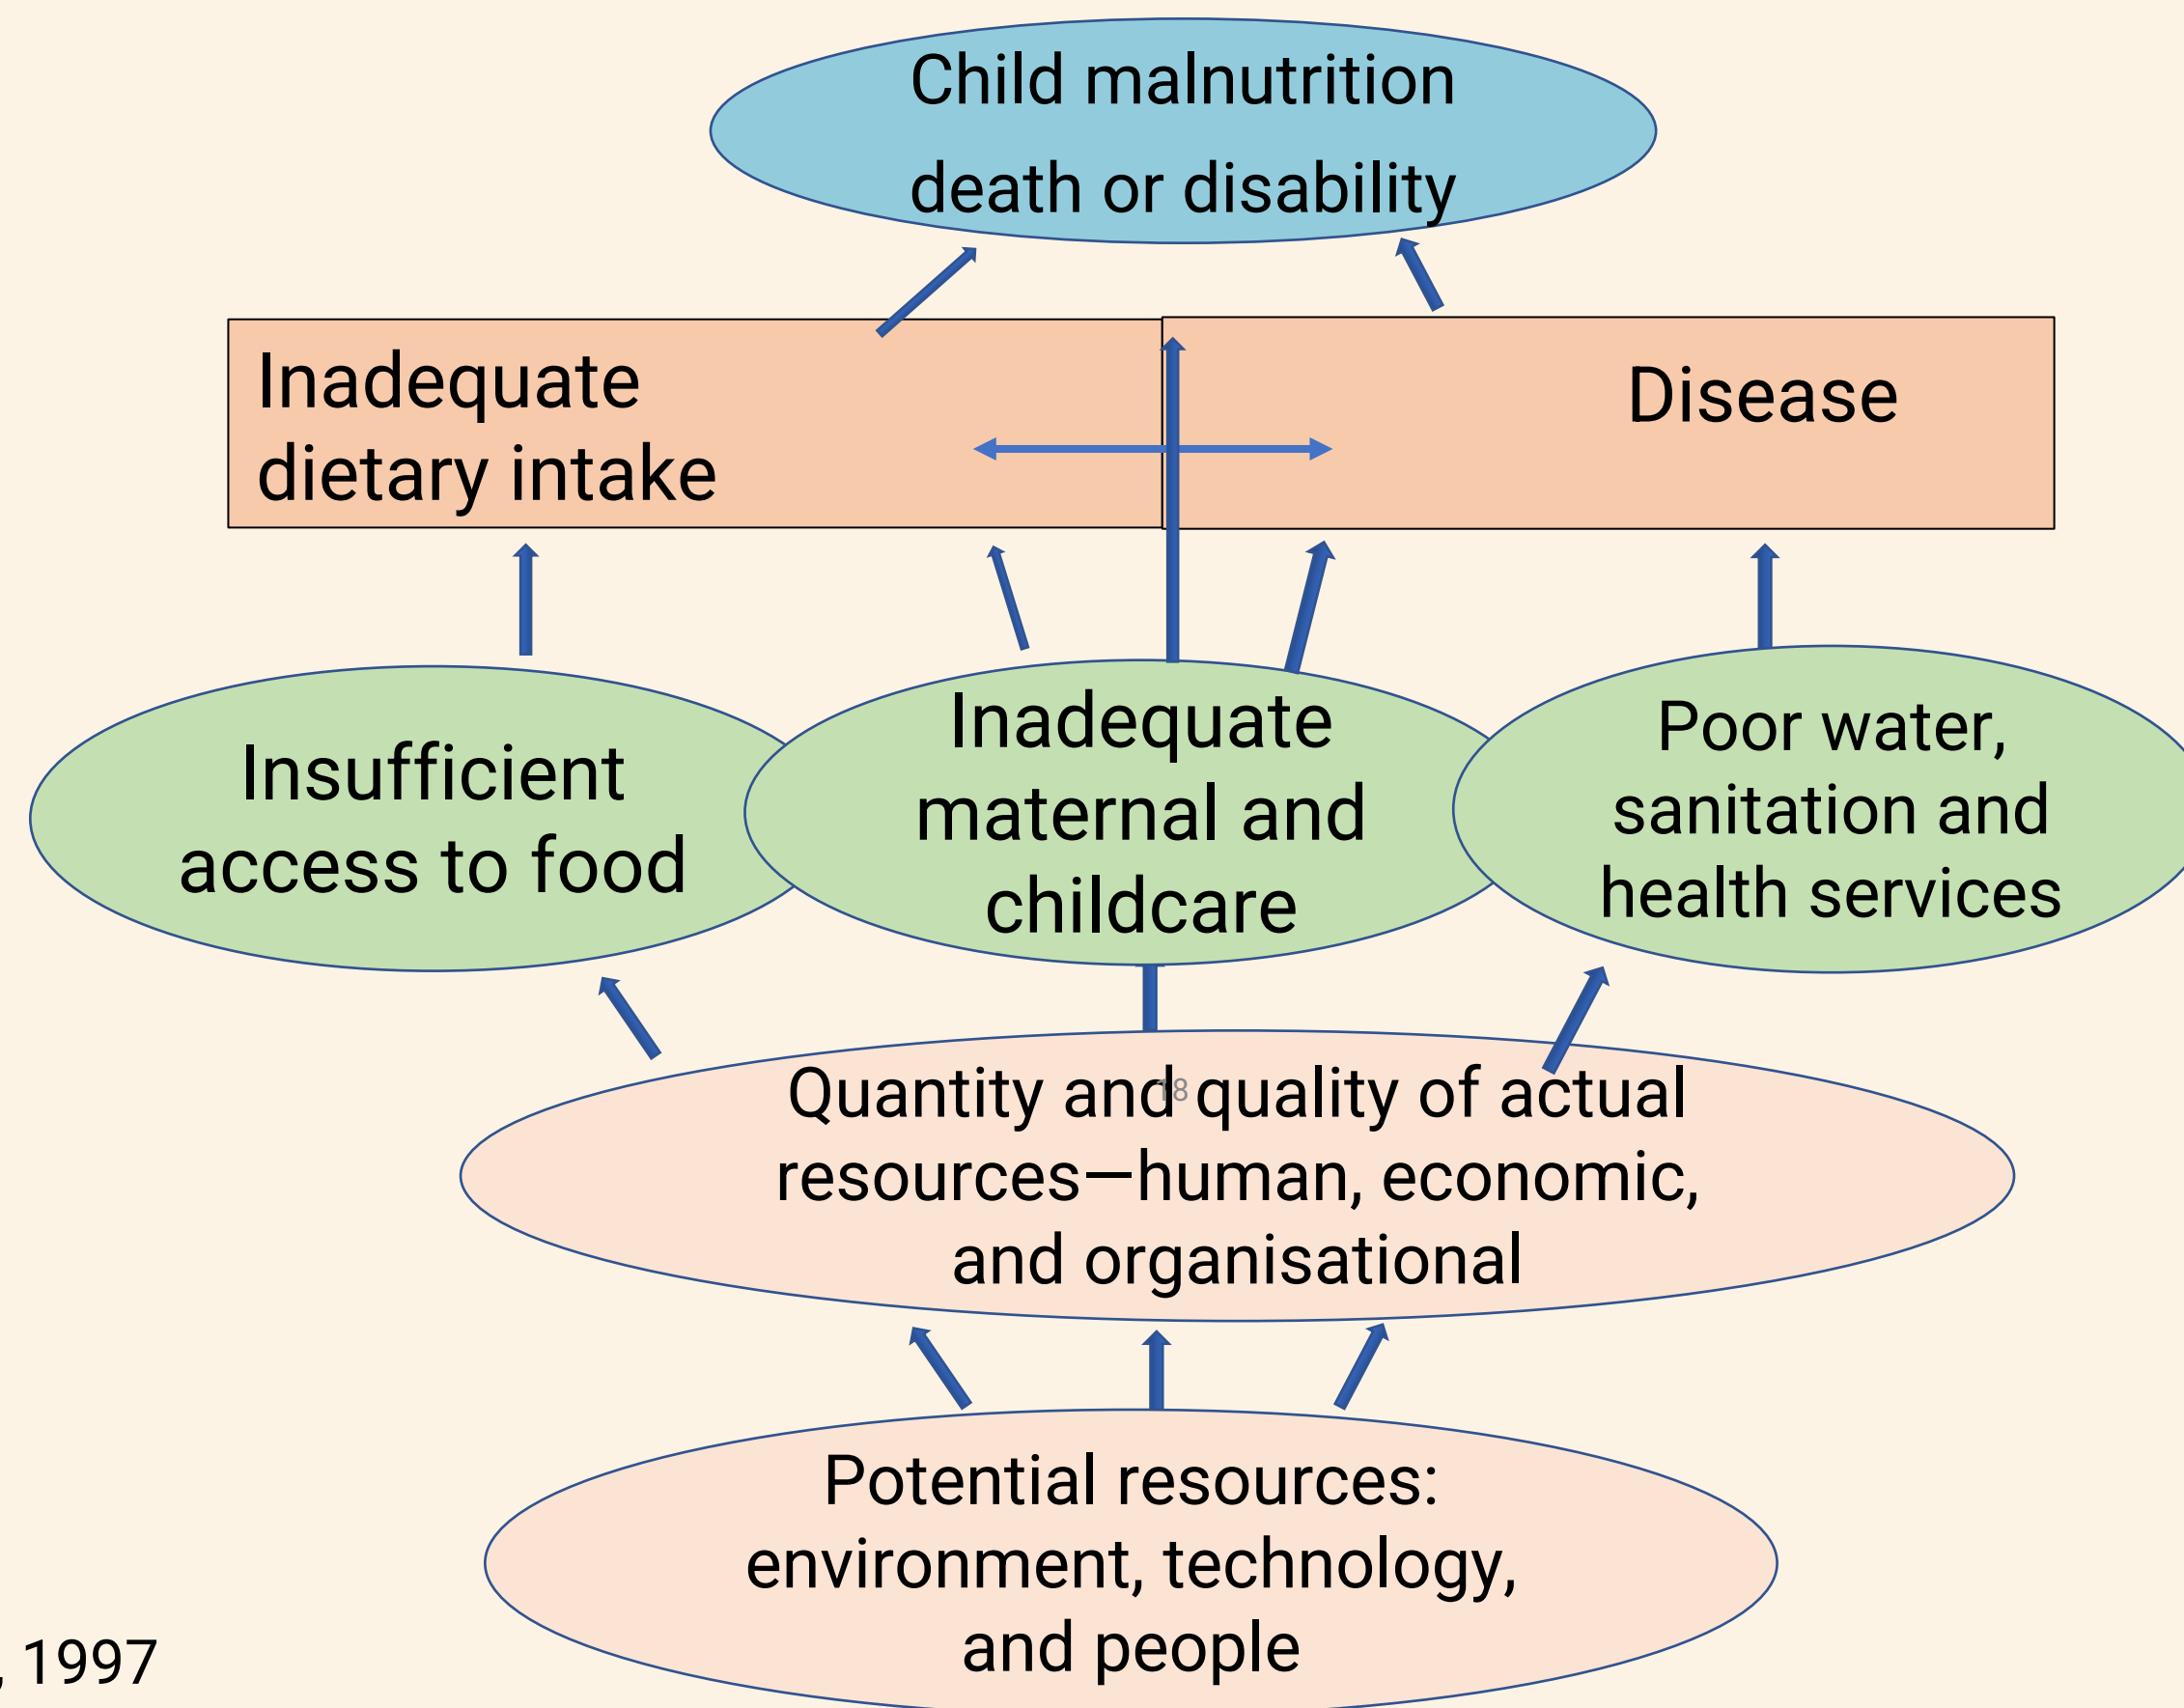 Child malnutrition
death or disability
Inadequate
dietary intake
Disease
Insufficient
access to food
Inadequate
maternal and
childcare
Poor water,
sanitation and
health services
Quantity and quality of actual
resources—human, economic,
and organisational
18
Potential resources:
environment, technology,
and people
, 1997